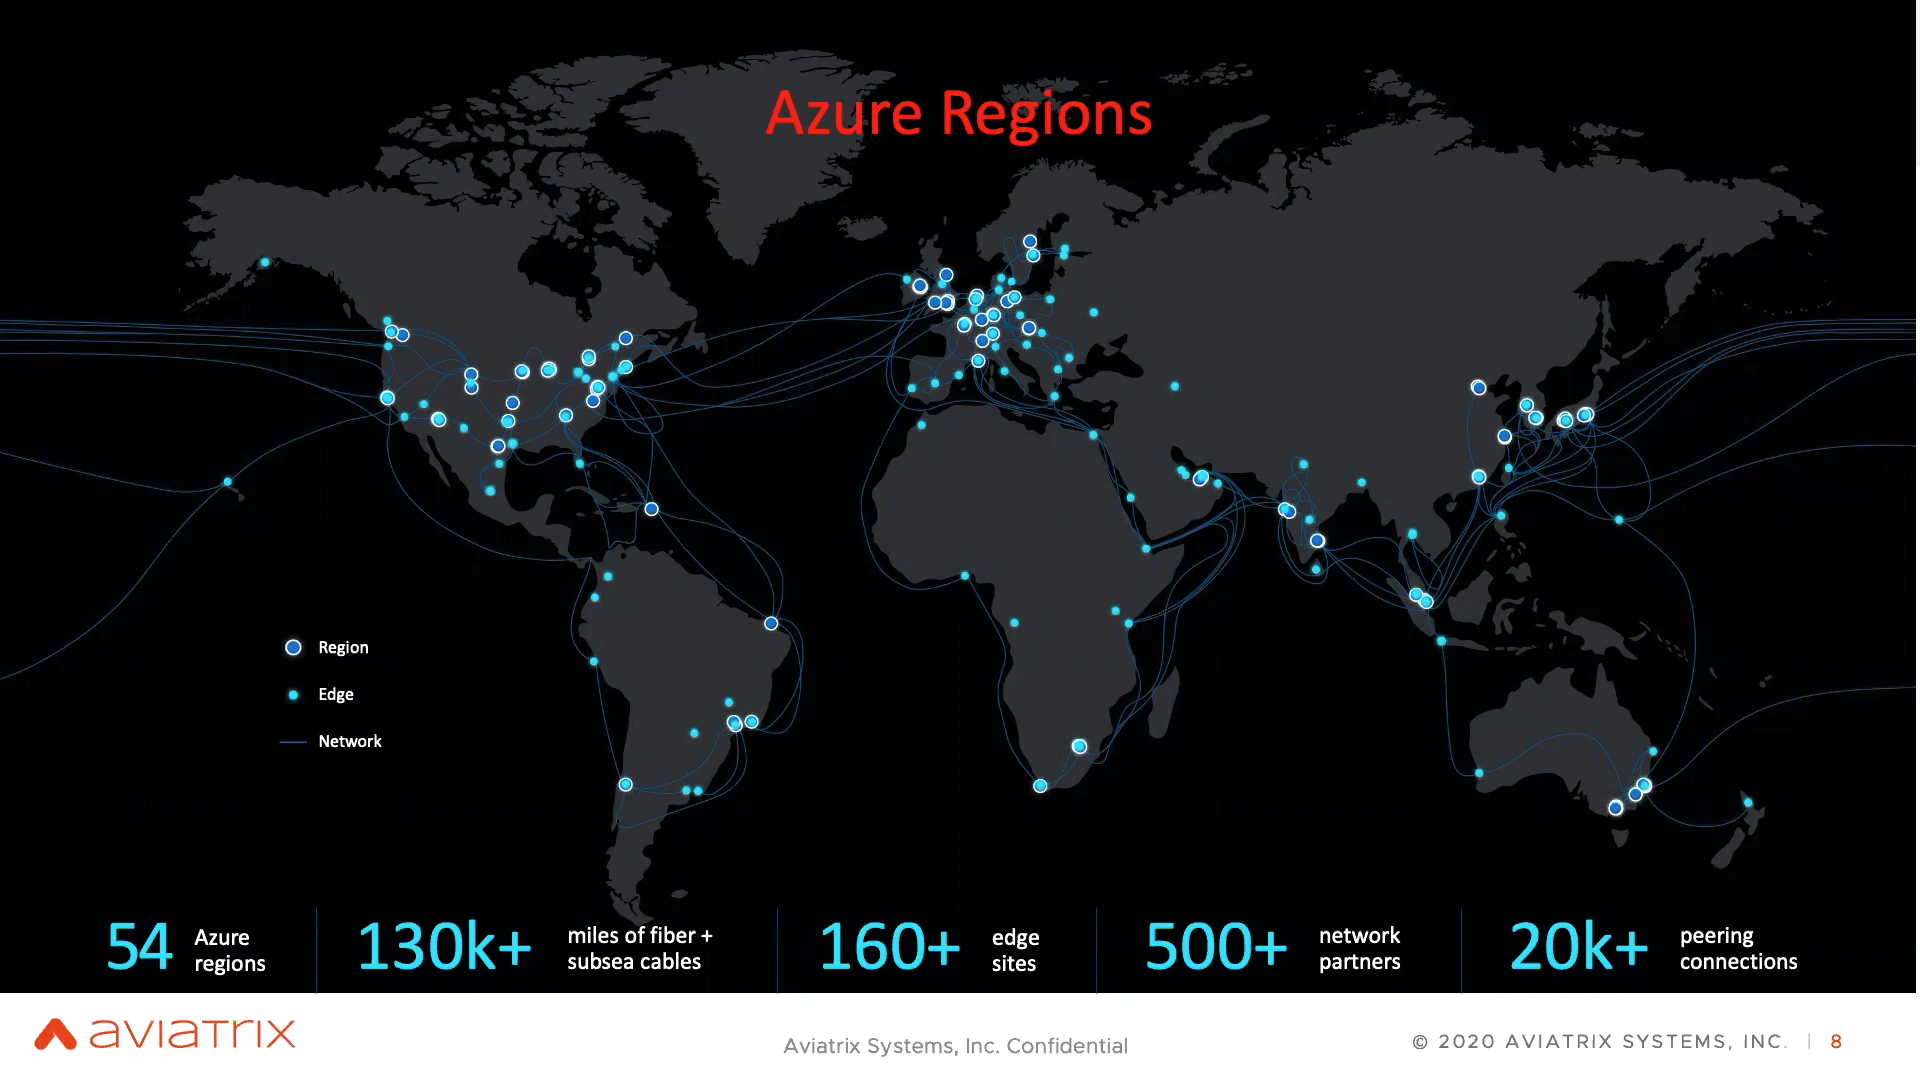 Azure Regions
Region
Edge
Network
54 Azure
regions
130k+ miles of fiber +
subsea cables
160+ edge
sites
500+ network
partners
20k+ peering
connections
aviatrix
Aviatrix Systems, Inc. Confidential
© 2020 AVIATRIX SYSTEMS, INC. | 8